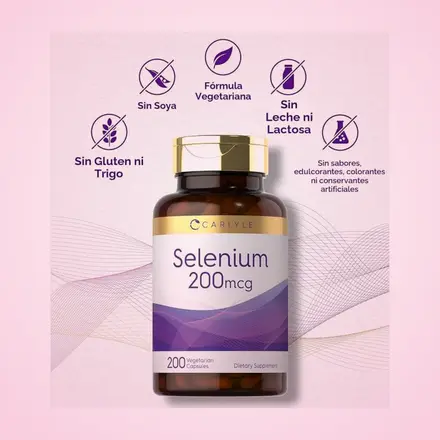 Fórmula
Vegetariana
Sin Soya
Sin
Leche ni
Lactosa
Sin Gluten ni
Trigo
Sin sabores,
edulcorantes, colorantes
ni conservantes
artificiales
CARLYLE
Selenium
200mcg
200 Vegetarian
Capsules
Dietary Supplement